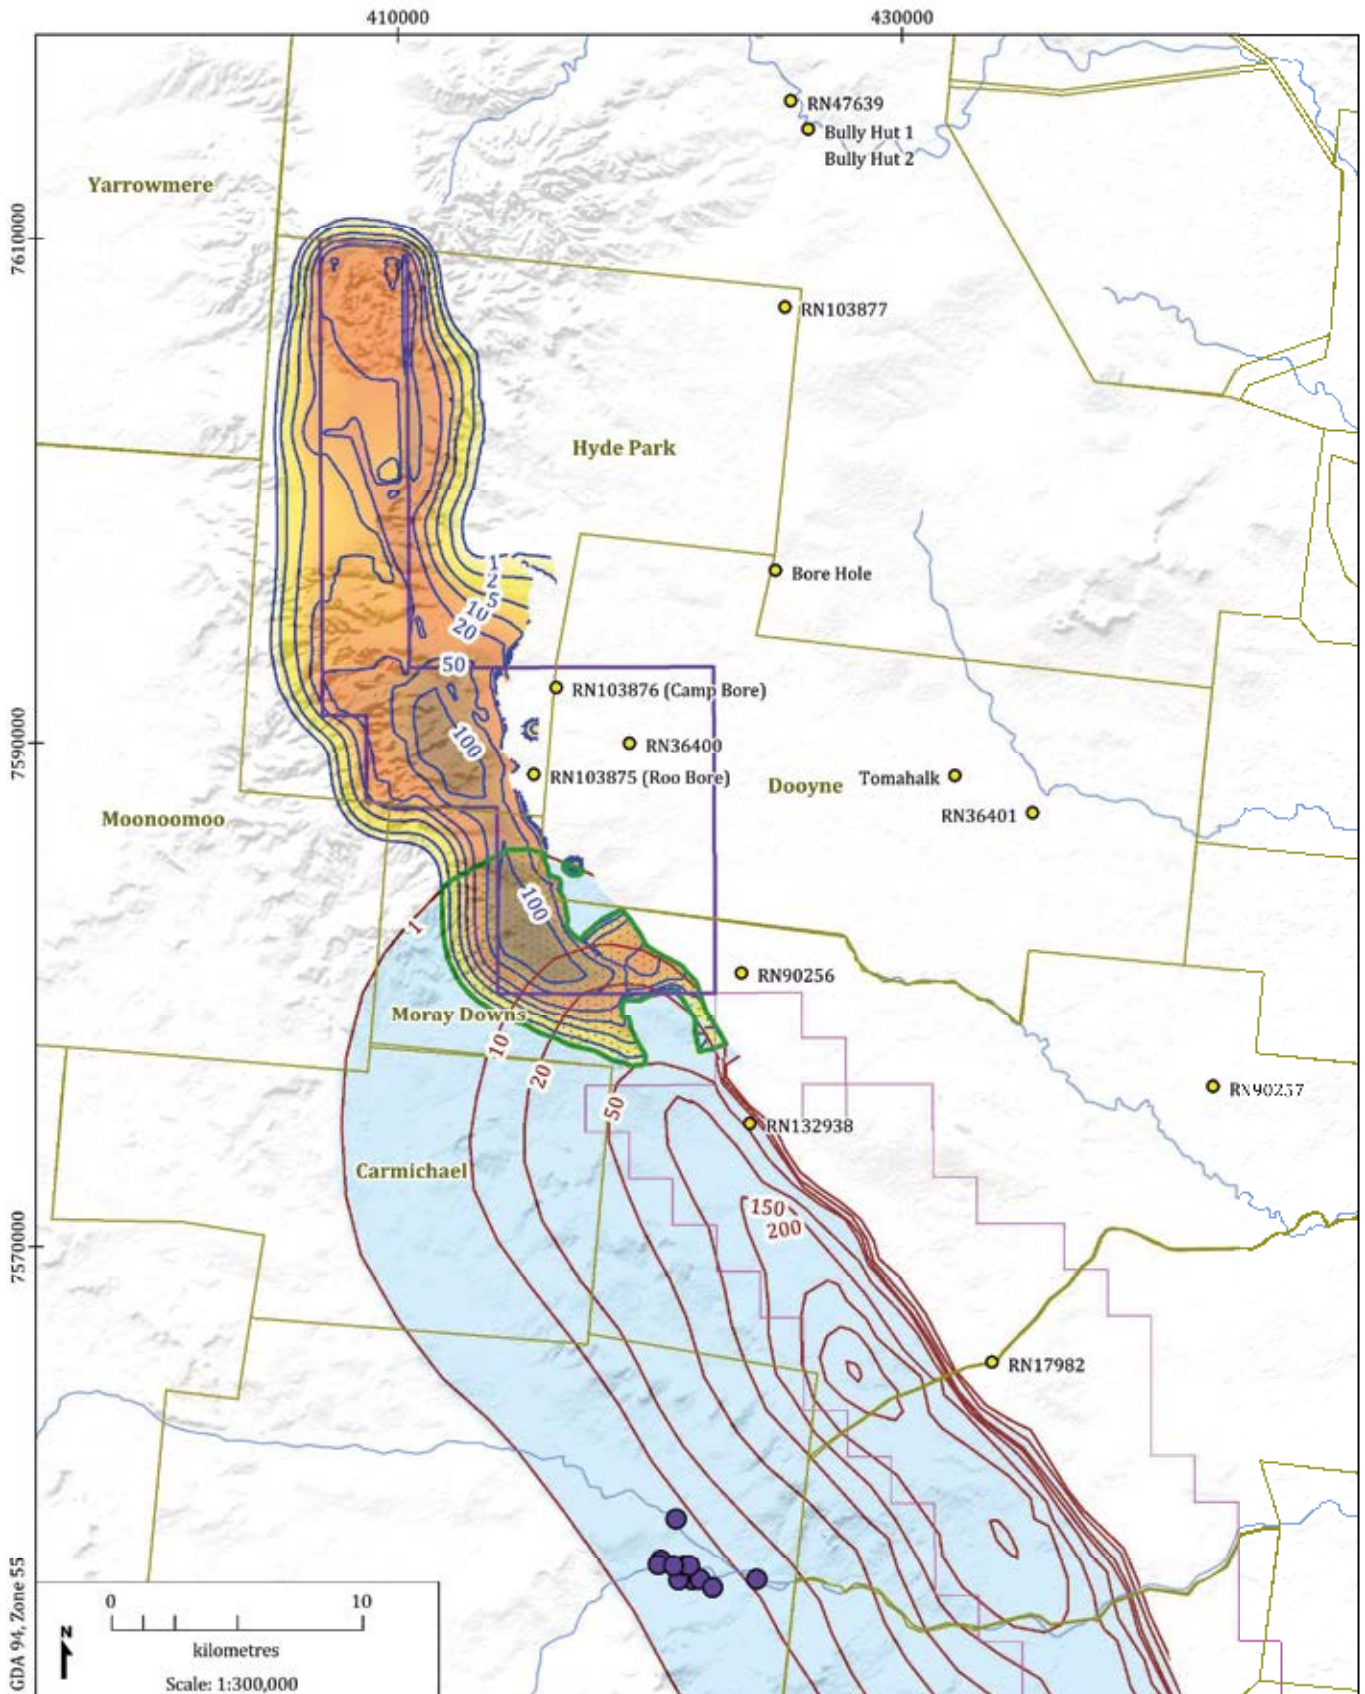 410000
430000
RN47639
Bully Hut 1
Bully Hut 2
Yarrowmere
7610000
RN103877
Hyde Park
1
2
5
10
20
Bore Hole
50
RN103876 (Camp Bore)
100
RN36400
7590000
RN103875 (Roo Bore)
Dooyne
Tomahalk
RN36401
Moonoomoo
100
1
RN90256
Moray Downs
10
20
50
RN90257
RN132938
Carmichael
150
200
7570000
RN17982
GDA 94, Zone 55
0
10
N
kilometres
Scale: 1:300,000